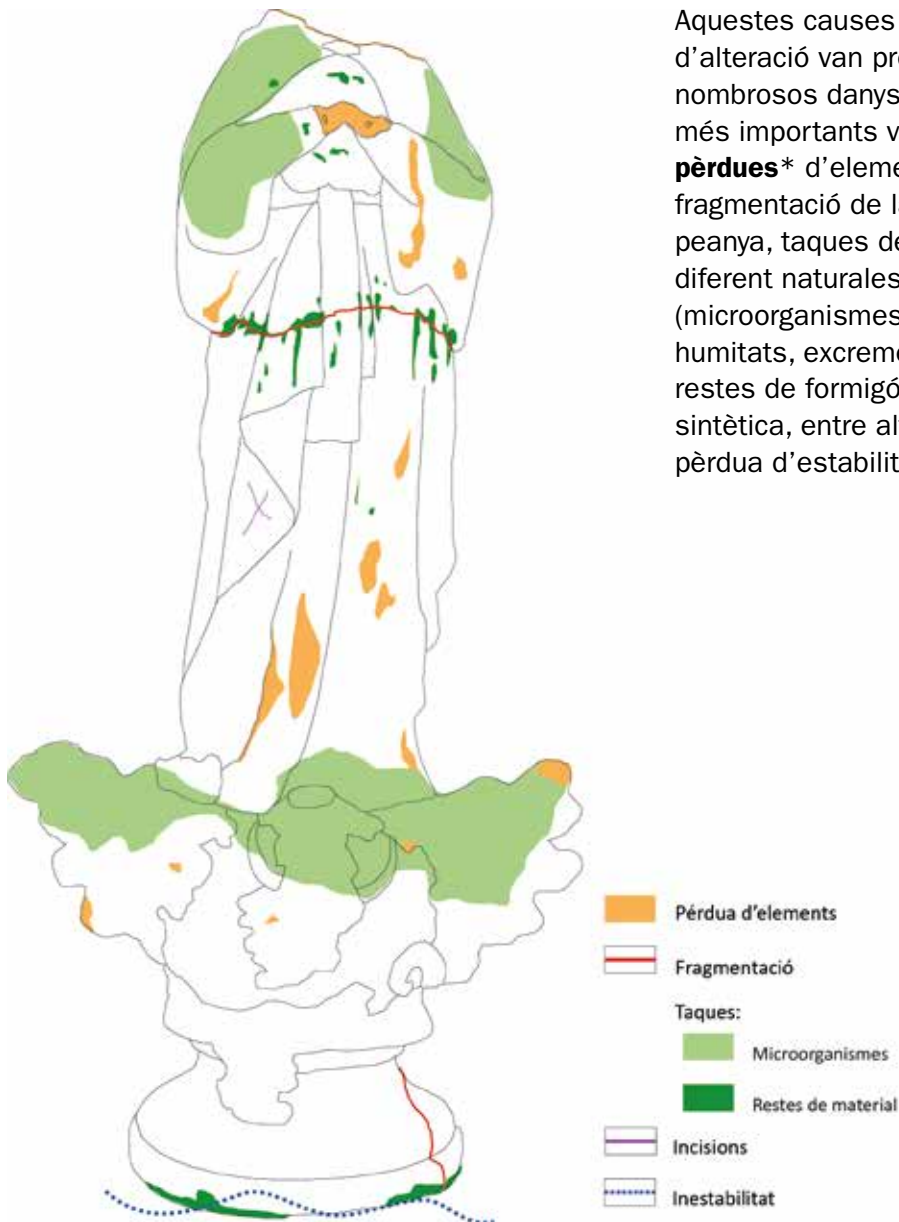 Aquestes causes
d'alteració van pro
nombrosos danys
més importants v
pèrdues* d'eleme
fragmentació de la
peanya, taques de
diferent naturales
(microorganismes
humitats, excreme
restes de formigó
sintètica, entre al
pèrdua d'estabilit
Pérdua d'elements
Fragmentació
Taques:
Microorganismes
Restes de material
Incisions
Inestabilitat